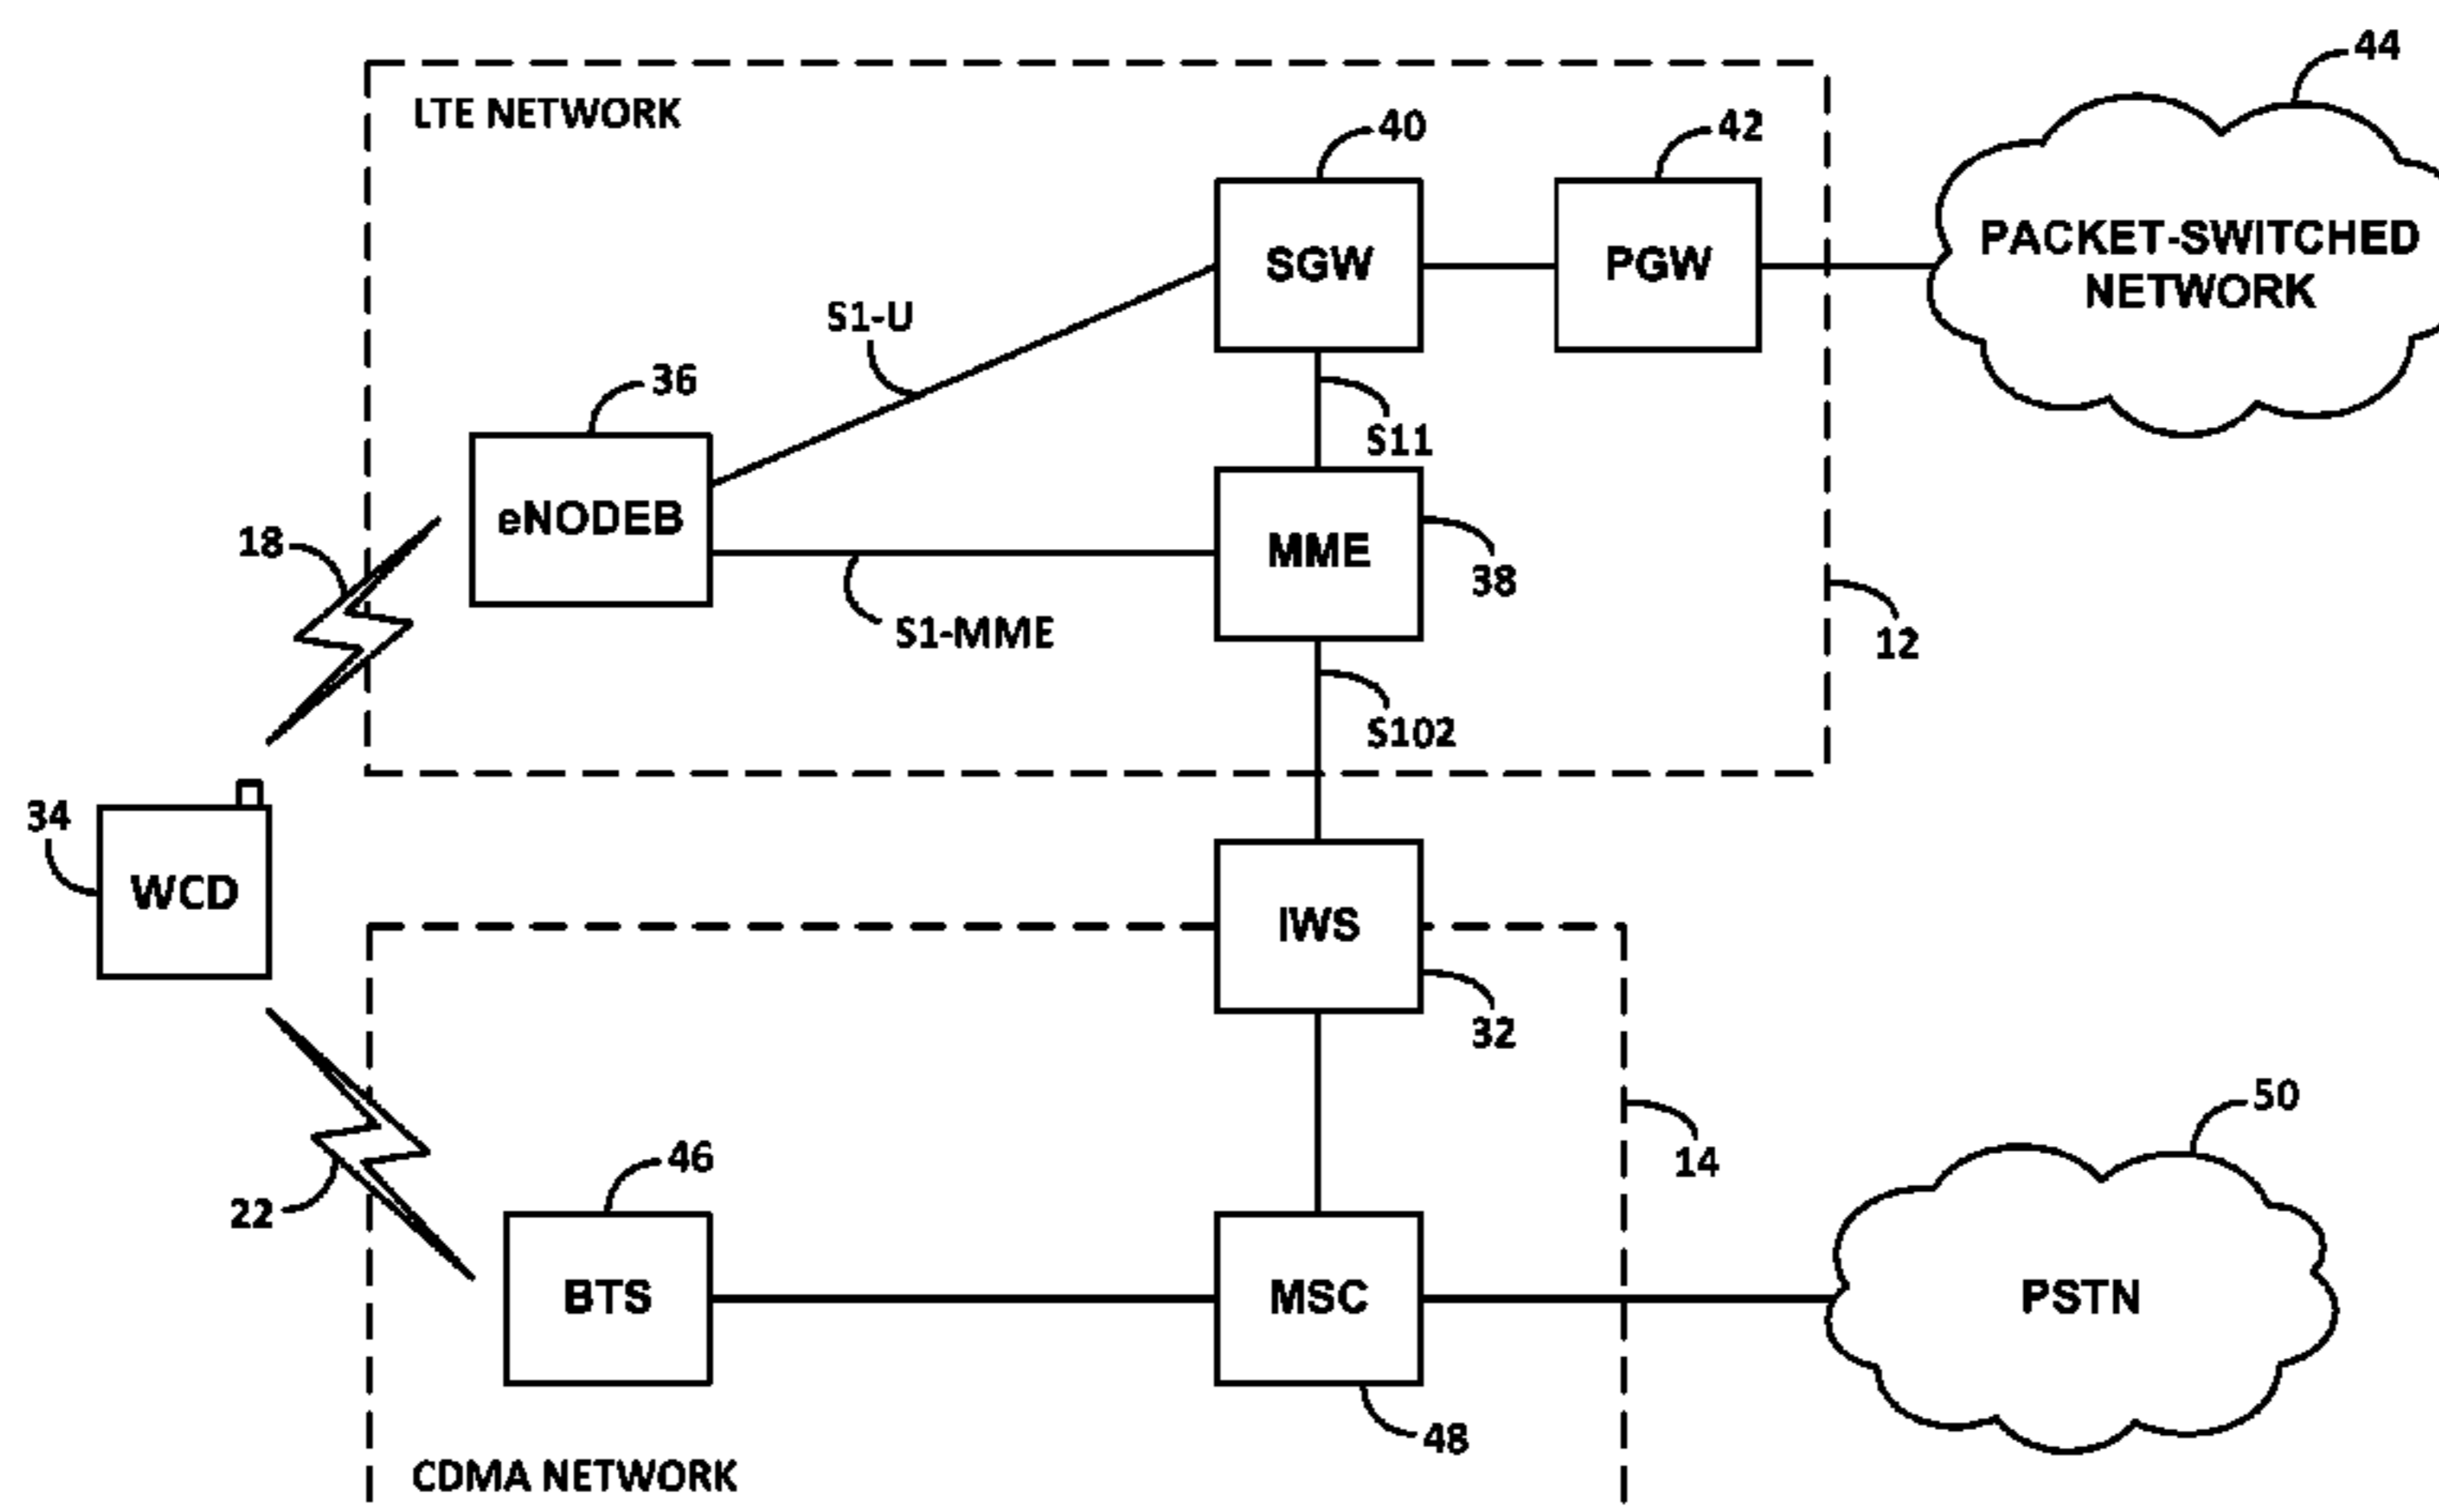 44
LTE NETWORK
40
42
SGW
PGW
PACKET-SWITCHED
NETWORK
S1-U
36
S11
eNODEB
MME
18
38
S1-MME
12
S102
34
WCD
IWS
32
50
46
14
22
BTS
MSC
PSTN
48
CDMA NETWORK